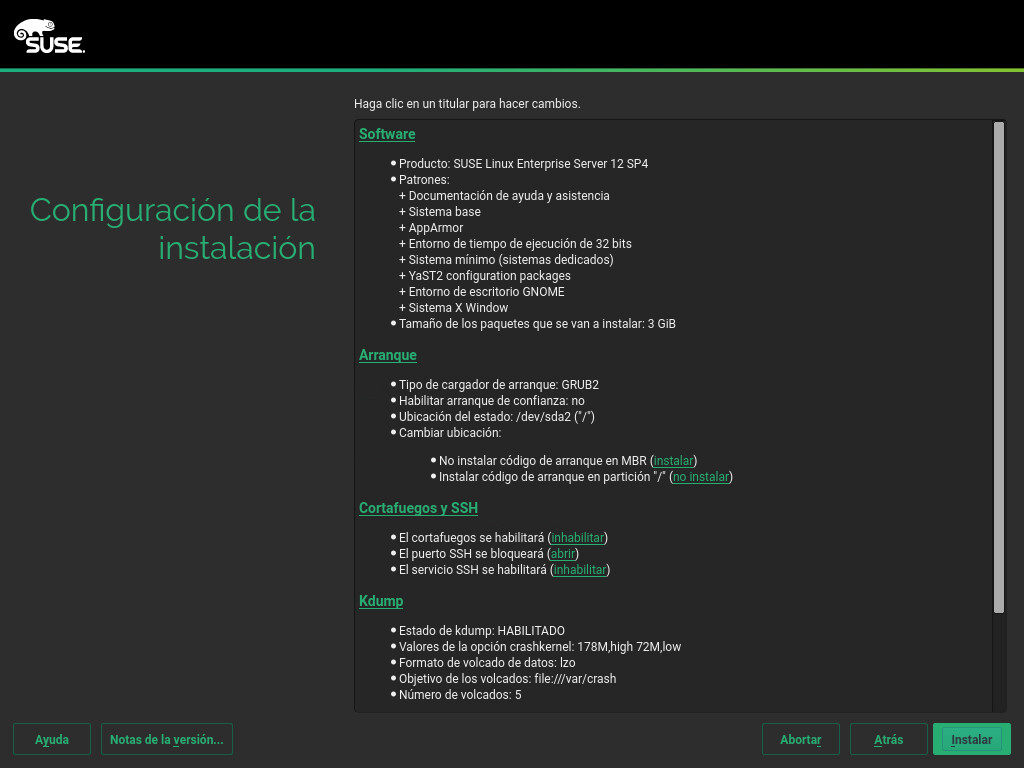 SUSE.
Haga clic en un titular para hacer cambios.
Configuración de la
instalación
Software
• Producto: SUSE Linux Enterprise Server 12 SP4
• Patrones:
+ Documentación de ayuda y asistencia
+ Sistema base
+ AppArmor
+ Entorno de tiempo de ejecución de 32 bits
+ Sistema mínimo (sistemas dedicados)
+ YaST2 configuration packages
+ Entorno de escritorio GNOME
+ Sistema X Window
• Tamaño de los paquetes que se van a instalar: 3 GiB
Arranque
• Tipo de cargador de arranque: GRUB2
• Habilitar arranque de confianza: no
• Ubicación del estado: /dev/sda2 ("/")
• Cambiar ubicación:
• No instalar código de arranque en MBR (instalar)
• Instalar código de arranque en partición "/" (no instalar)
Cortafuegos y SSH
• El cortafuegos se habilitará (inhabilitar)
• El puerto SSH se bloqueará (abrir)
• El servicio SSH se habilitará (inhabilitar)
Kdump
• Estado de kdump: HABILITADO
• Valores de la opción crashkernel: 178M,high 72M,low
• Formato de volcado de datos: lzo
• Objetivo de los volcados: file:///var/crash
• Número de volcados: 5
Ayuda
Notas de la versión...
Abortar
Atrás
Instalar